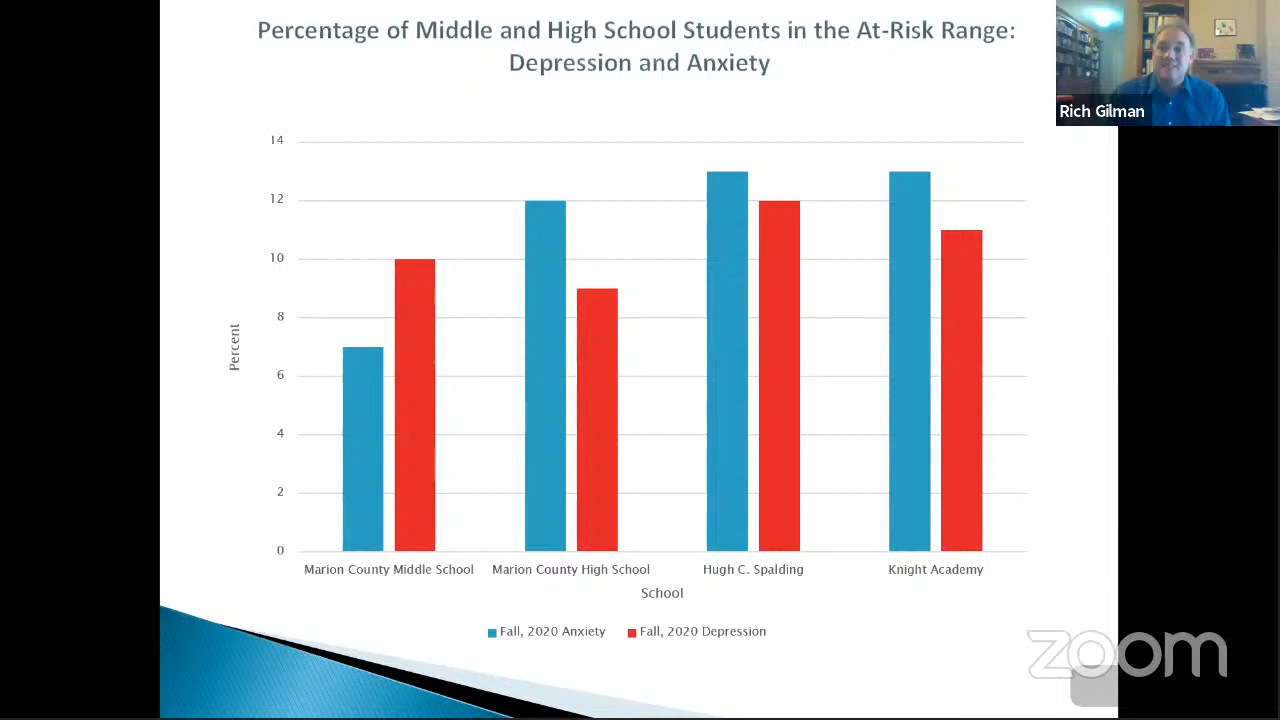 Percentage of Middle and High School Students in the At-Risk Range:
Depression and Anxiety
Rich Gilman
14
12
10
8
6
4
2
0
Percent
Marion County Middle School
Marion County High School
Hugh C. Spalding
Knight Academy
School
Fall, 2020 Anxiety
Fall, 2020 Depression
zoom